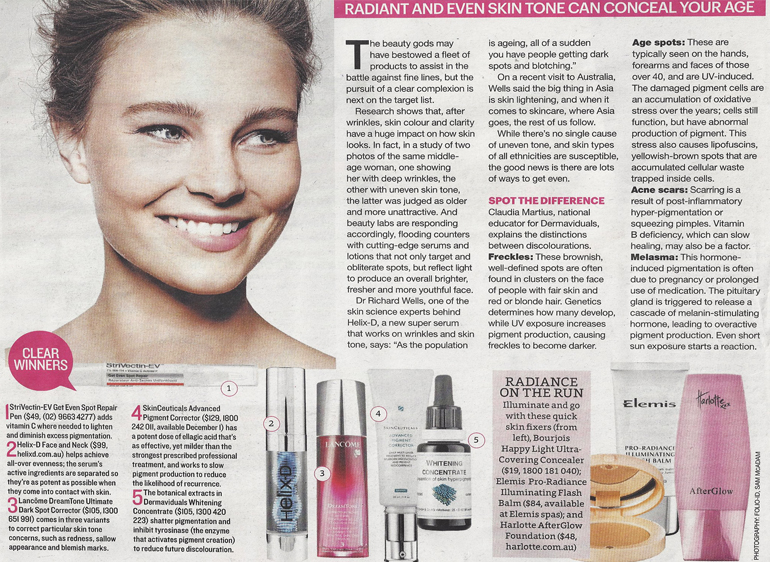 RADIANT AND EVEN SKIN TONE CAN CONCEAL YOUR AGE
The beauty gods may
have bestowed a fleet of
products to assist in the
battle against fine lines, but the
pursuit of a clear complexion is
next on the target list.
Research shows that, after
wrinkles, skin colour and clarity
have a huge impact on how skin
looks. In fact, in a study of two
photos of the same middle-
age woman, one showing
her with deep wrinkles, the
other with uneven skin tone,
the latter was judged as older
and more unattractive. And
beauty labs are responding
accordingly, flooding counters
with cutting-edge serums and
lotions that not only target and
obliterate spots, but reflect light
to produce an overall brighter,
fresher and more youthful face.
Dr Richard Wells, one of the
skin science experts behind
Helix-D, a new super serum
that works on wrinkles and skin
tone, says: “As the population
is ageing, all of a sudden
you have people getting dark
spots and blotching.”
On a recent visit to Australia,
Wells said the big thing in Asia
is skin lightening, and when it
comes to skincare, where Asia
goes, the rest of us follow.
While there's no single cause
of uneven tone, and skin types
of all ethnicities are susceptible,
the good news is there are lots
of ways to get even.
SPOT THE DIFFERENCE
Claudia Martius, national
educator for Dermaviduals,
explains the distinctions
between discolourations.
Freckles: These brownish,
well-defined spots are often
found in clusters on the face
of people with fair skin and
red or blonde hair. Genetics
determines how many develop,
while UV exposure increases
pigment production, causing
freckles to become darker.
Age spots: These are
typically seen on the hands,
forearms and faces of those
over 40, and are UV-induced.
The damaged pigment cells are
an accumulation of oxidative
stress over the years; cells still
function, but have abnormal
production of pigment. This
stress also causes lipofuscins,
yellowish-brown spots that are
accumulated cellular waste
trapped inside cells.
Acne scars: Scarring is a
result of post-inflammatory
hyper-pigmentation or
squeezing pimples. Vitamin
B deficiency, which can slow
healing, may also be a factor.
Melasma: This hormone-
induced pigmentation is often
due to pregnancy or prolonged
use of medication. The pituitary
gland is triggered to release a
cascade of melanin-stimulating
hormone, leading to overactive
pigment production. Even short
sun exposure starts a reaction.
CLEAR
WINNERS
1 StriVectin-EV Get Even Spot Repair
Pen ($49, (02) 9663 4277) adds
vitamin C where needed to lighten
and diminish excess pigmentation.
2 Helix-D Face and Neck ($99,
helixd.com.au) helps achieve
all-over evenness; the serum's
active ingredients are separated so
they're as potent as possible when
they come into contact with skin.
3 Lancôme DreamTone Ultimate
Dark Spot Corrector ($105, 1300
651 991) comes in three variants
to correct particular skin tone
concerns, such as redness, sallow
appearance and blemish marks.
4 SkinCeuticals Advanced
Pigment Corrector ($129, 1800
242 011, available December 1) has
a potent dose of ellagic acid that's
as effective, yet milder than the
strongest prescribed professional
treatment, and works to slow
pigment production to reduce
the likelihood of recurrence.
5 The botanical extracts in
Dermaviduals Whitening
Concentrate ($105, 1300 420
223) shatter pigmentation and
inhibit tyrosinase (the enzyme
that activates pigment creation)
to reduce future discolouration.
StriVectin-EV
Get Even Spot Repair
1
2
Helix-D
3
LANCÔME
DREAMTONE
4
SKINCEUTICALS
ADVANCED
PIGMENT
CORRECTOR
5
WHITENING
CONCENTRATE
RADIANCE
ON THE RUN
Illuminate and go
with these quick
skin fixers (from
left), Bourjois
Happy Light Ultra-
Covering Concealer
($19, 1800 181 040);
Elemis Pro-Radiance
Illuminating Flash
Balm ($84, available
at Elemis spas); and
Harlotte AfterGlow
Foundation ($48,
harlotte.com.au)
Elemis
PRO-RADIANCE
ILLUMINATING
FLASH BALM
Harlotte
AfterGlow
PHOTOGRAPHY: FOLIO-ID, SAM McADAM